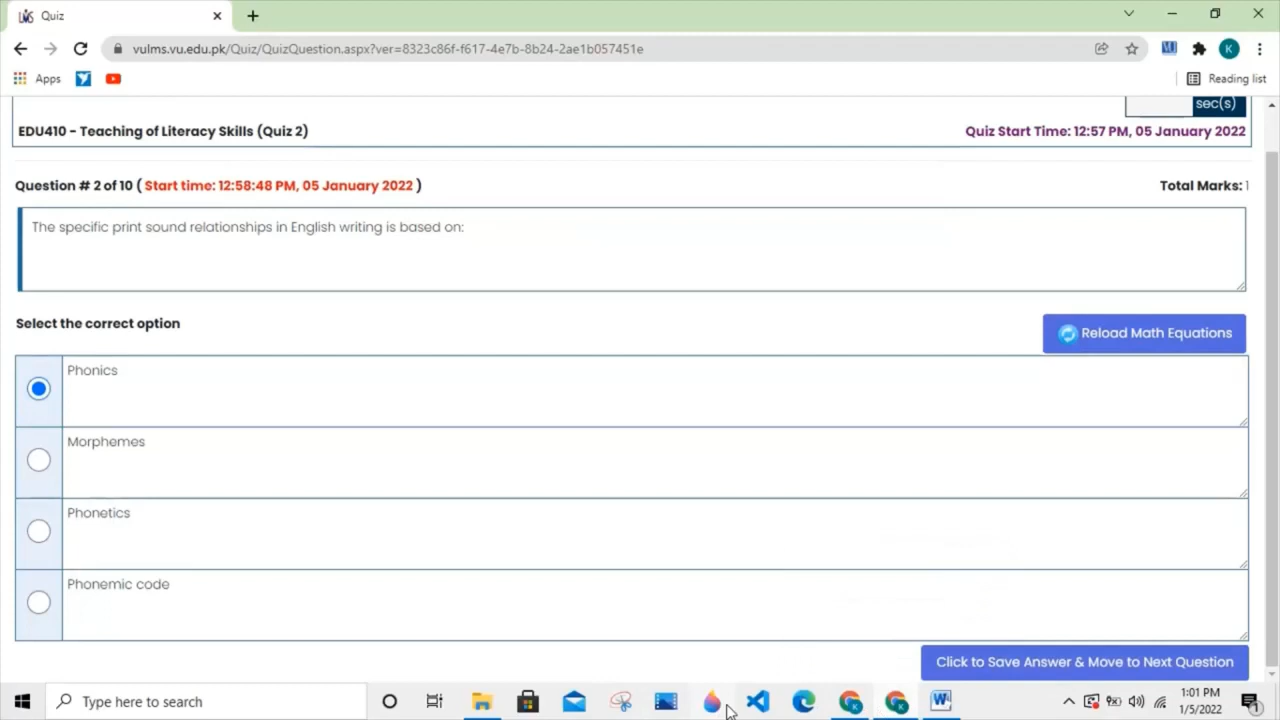 Quiz
vulms.vu.edu.pk/Quiz/QuizQuestion.aspx?ver=8323c86f-f617-4e7b-8b24-2ae1b057451e
K
Apps
Reading list
sec(s)
EDU410 - Teaching of Literacy Skills (Quiz 2)
Quiz Start Time: 12:57 PM, 05 January 2022
Question # 2 of 10 ( Start time: 12:58:48 PM, 05 January 2022 )
Total Marks: 1
The specific print sound relationships in English writing is based on:
Select the correct option
Reload Math Equations
Phonics
Morphemes
Phonetics
Phonemic code
Click to Save Answer & Move to Next Question
Type here to search
1:01 PM
1/5/2022
1